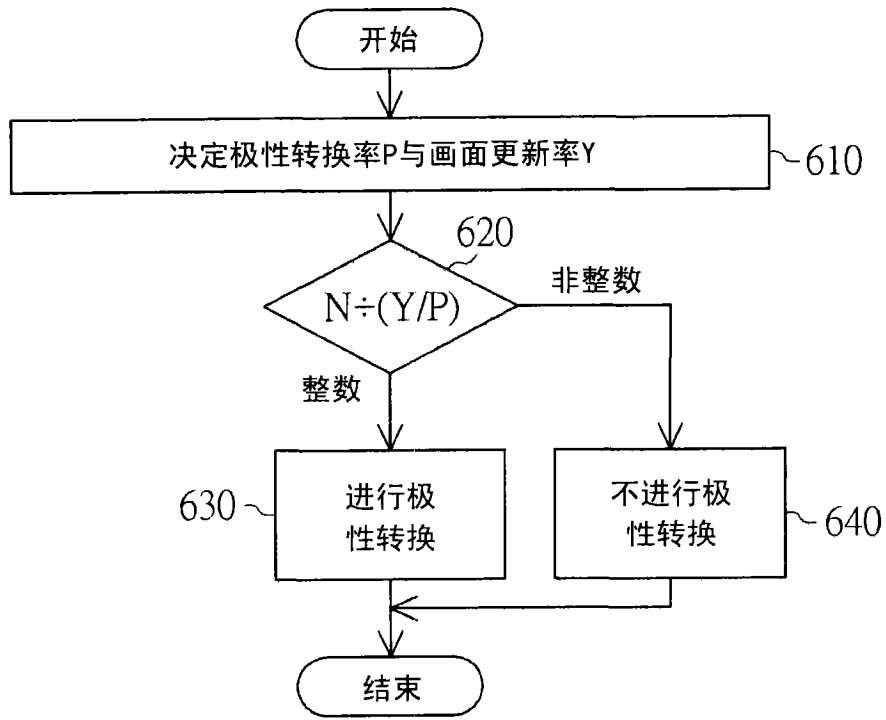 开始
决定极性转换率P与画面更新率Y
610
620
N÷(Y/P)
非整数
整数
630
进行极
性转换
不进行极
性转换
640
结束